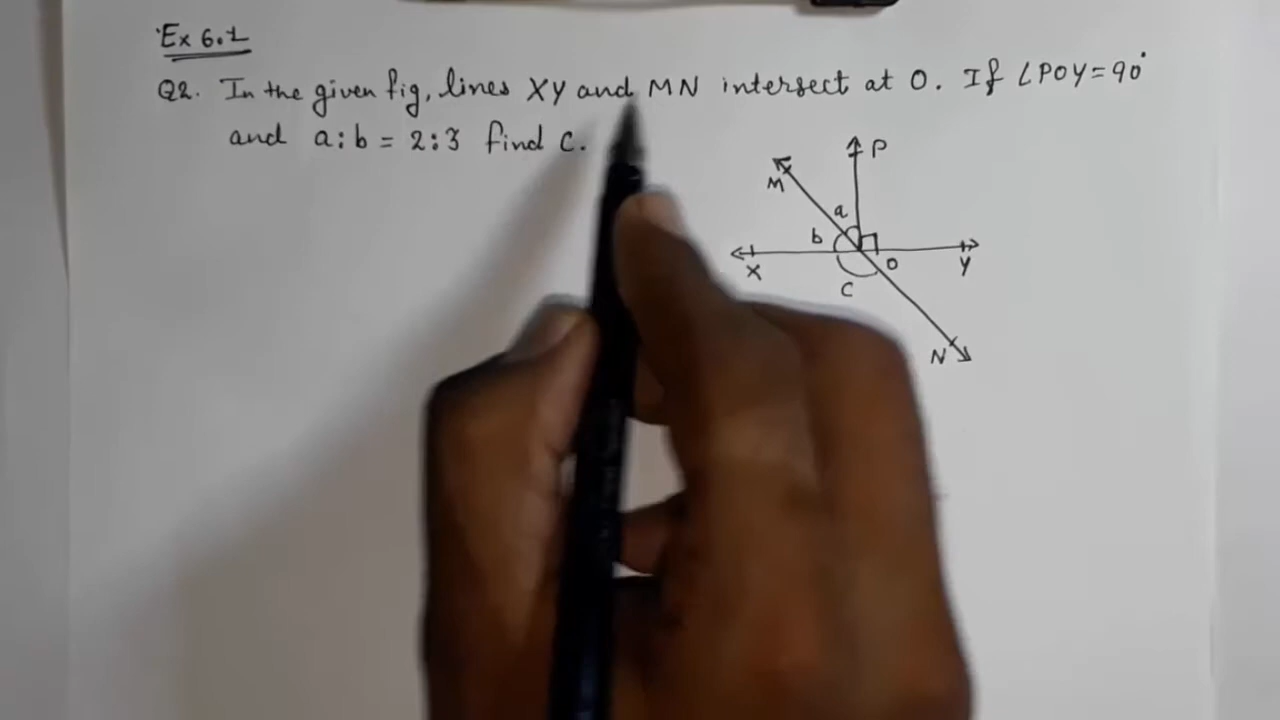 Ex 6.1
Q2. In the given fig, lines XY and MN intersect at O. If ∠POY = 90°
and a:b = 2:3 find c.
P
M
a
b
X
O
Y
C
N